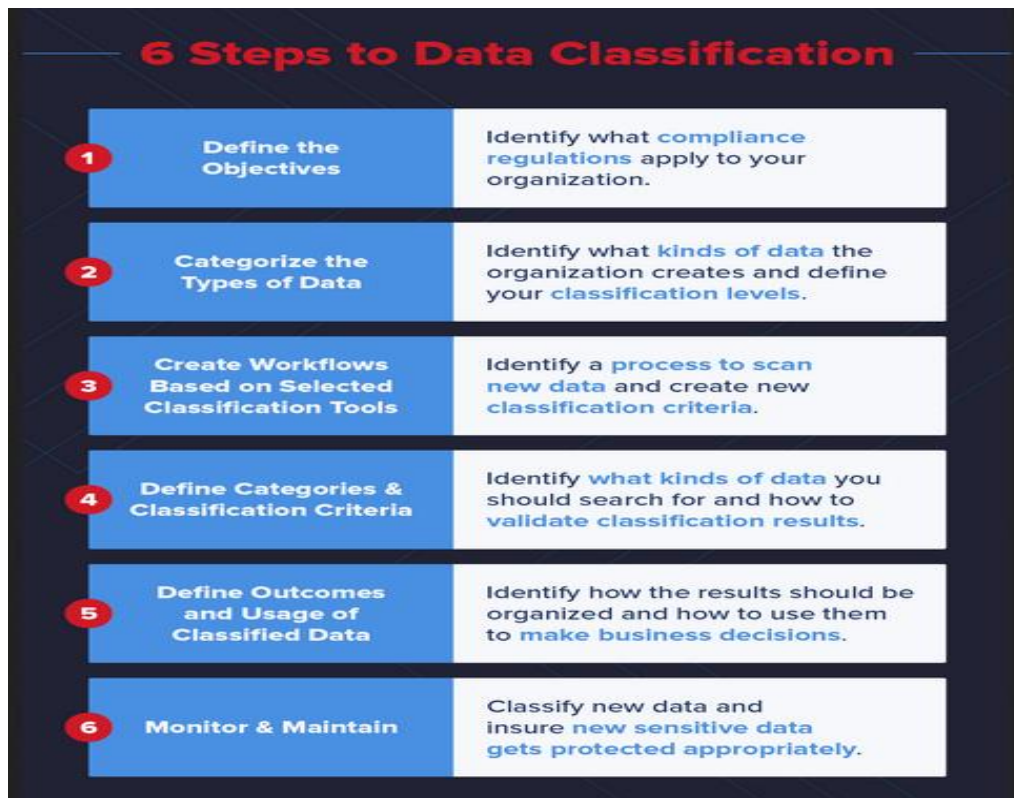 6 Steps to Data Classification
1
Define the
Objectives
Identify what compliance
regulations apply to your
organization.
2
Categorize the
Types of Data
Identify what kinds of data the
organization creates and define
your classification levels.
3
Create Workflows
Based on Selected
Classification Tools
Identify a process to scan
new data and create new
classification criteria.
4
Define Categories &
Classification Criteria
Identify what kinds of data you
should search for and how to
validate classification results.
5
Define Outcomes
and Usage of
Classified Data
Identify how the results should be
organized and how to use them
to make business decisions.
6
Monitor & Maintain
Classify new data and
insure new sensitive data
gets protected appropriately.